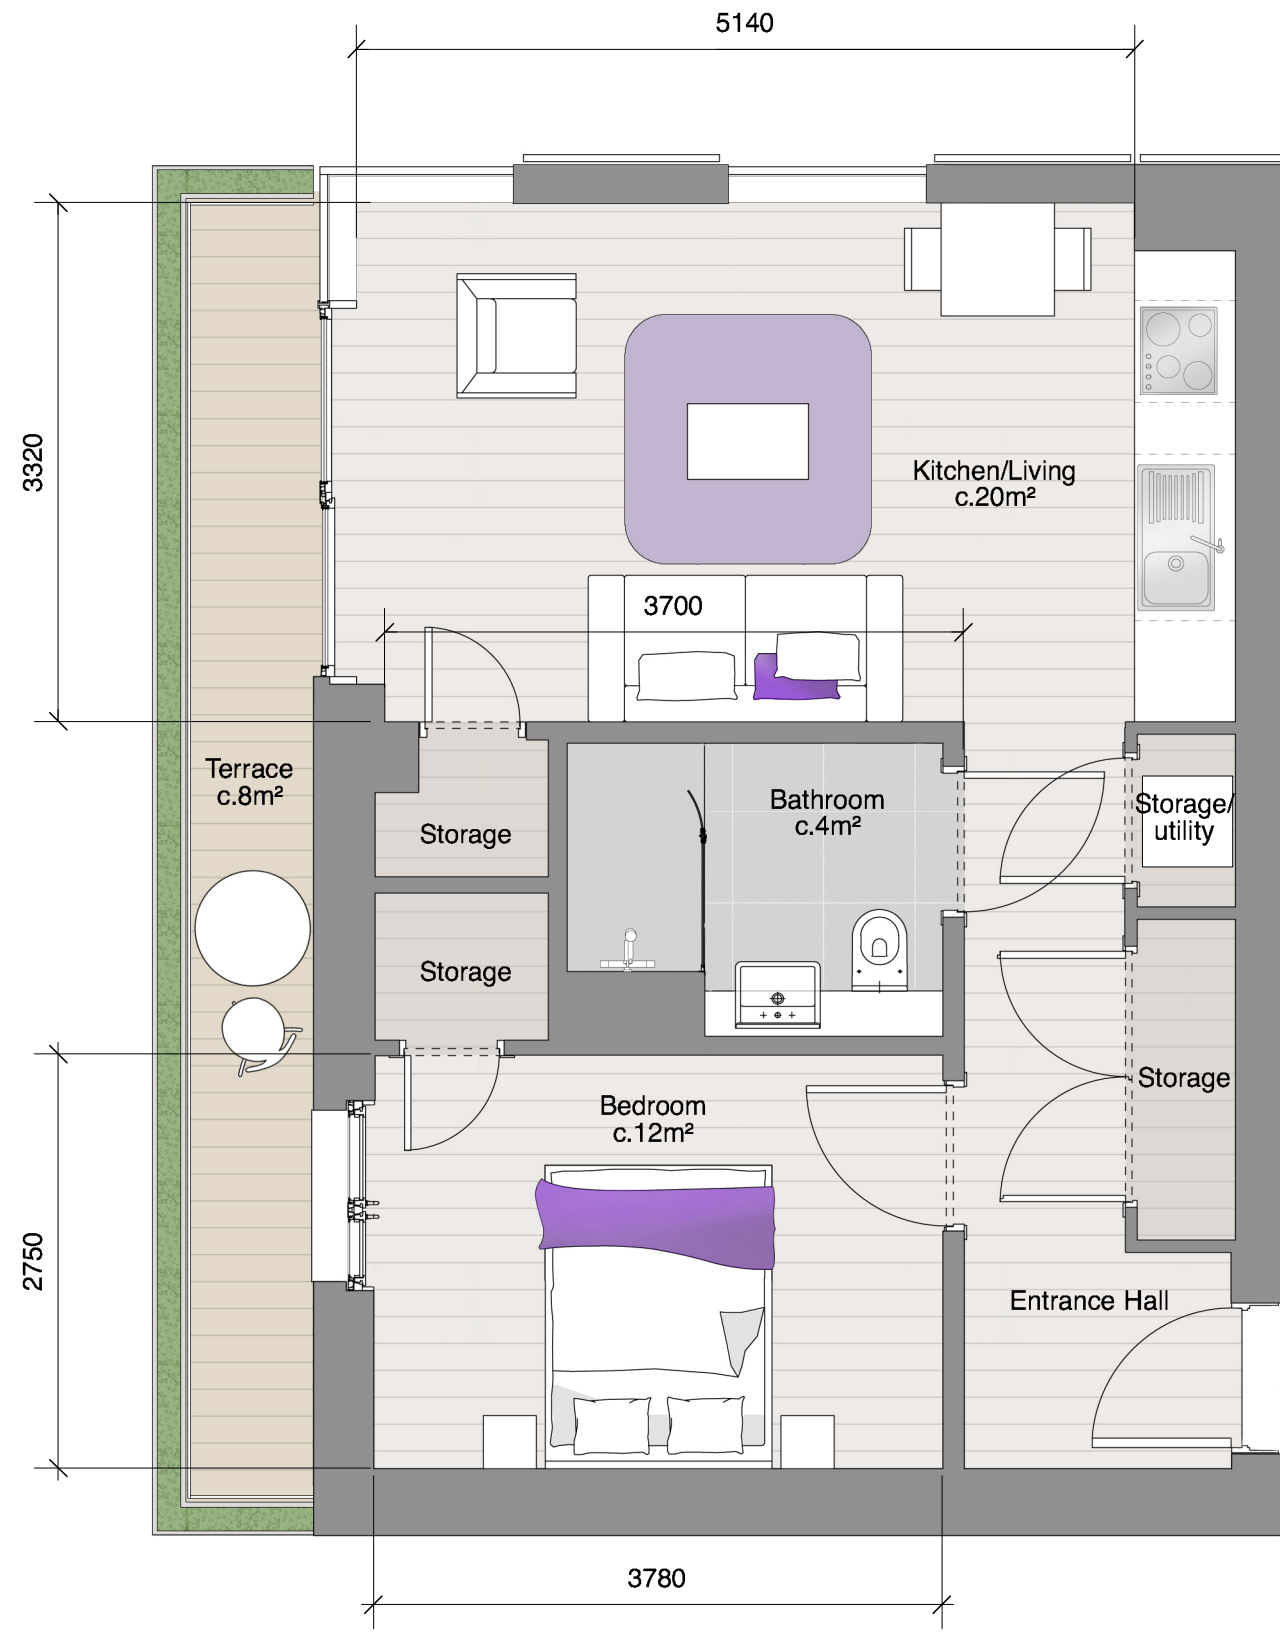 5140
3320
Kitchen/Living
c.20m²
3700
Terrace
c.8m²
Bathroom
c.4m²
Storage/
utility
Storage
Storage
Storage
Bedroom
c.12m²
2750
Entrance Hall
3780